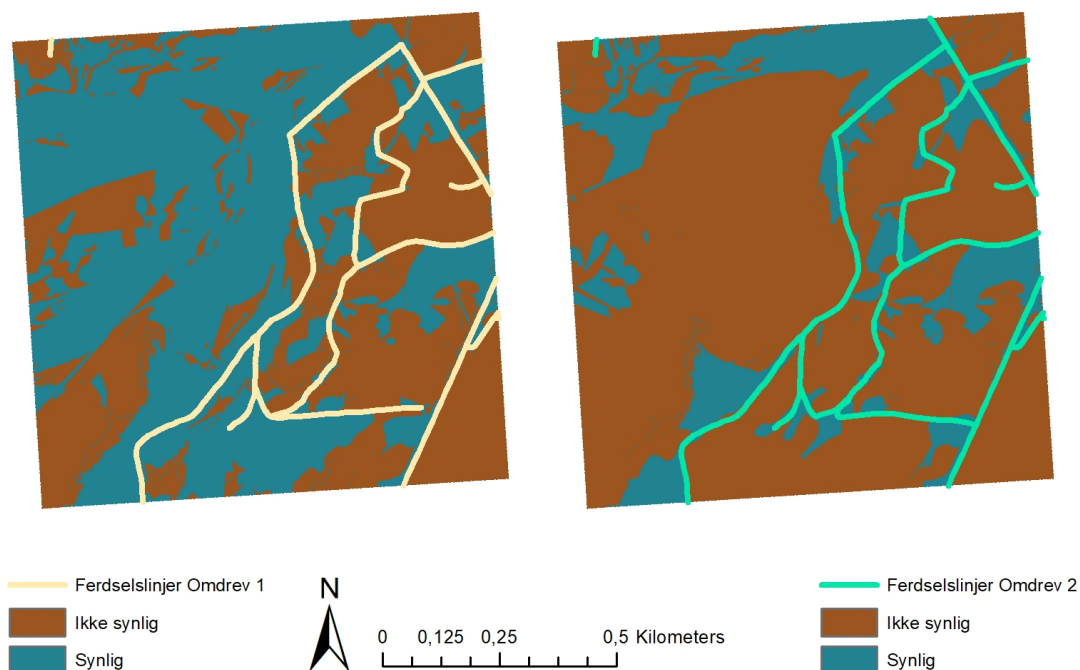 Ferdselslinjer Omdrev 1
Ikke synlig
Synlig
N
0 0,125 0,25 0,5 Kilometers
Ferdselslinjer Omdrev 2
Ikke synlig
Synlig